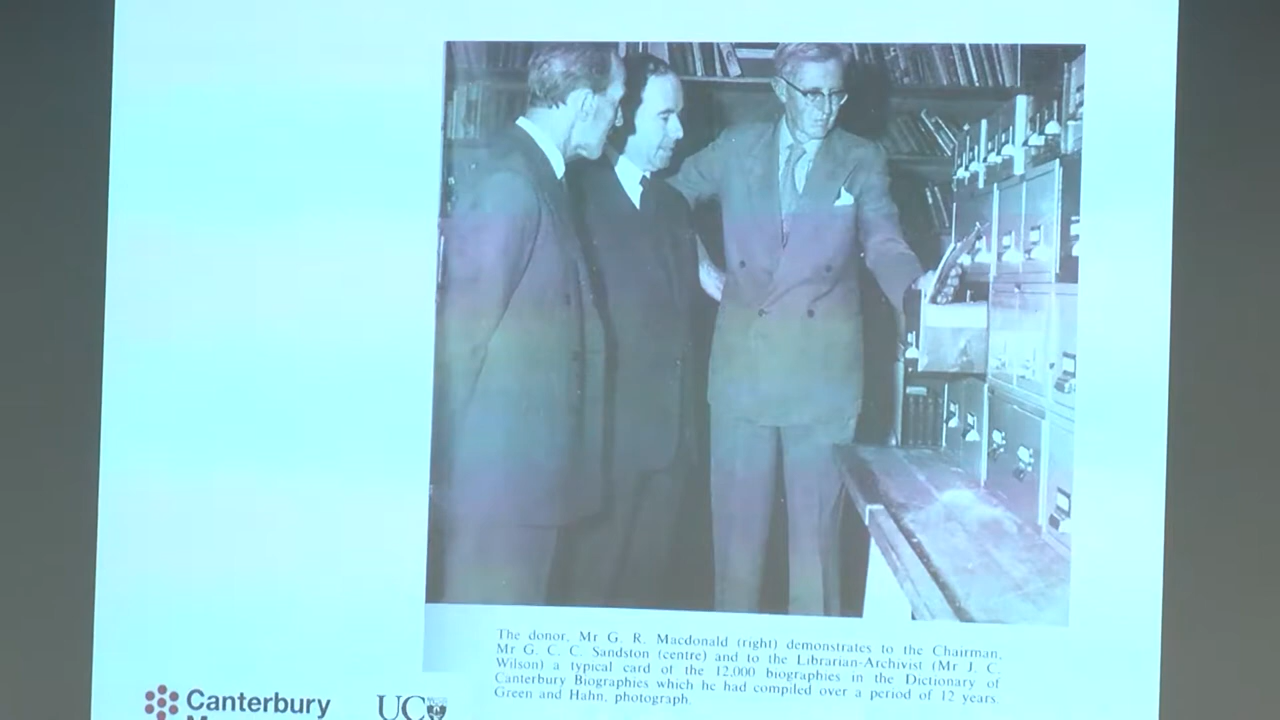 The donor, Mr G. R. Macdonald (right) demonstrates to the Chairman,
Mr G. C. C. Sandston (centre) and to the Librarian-Archivist (Mr J. C.
Wilson) a typical card of the 12,000 biographies in the Dictionary of
Canterbury Biographies which he had compiled over a period of 12 years.
Green and Hahn, photograph.
Canterbury
UC